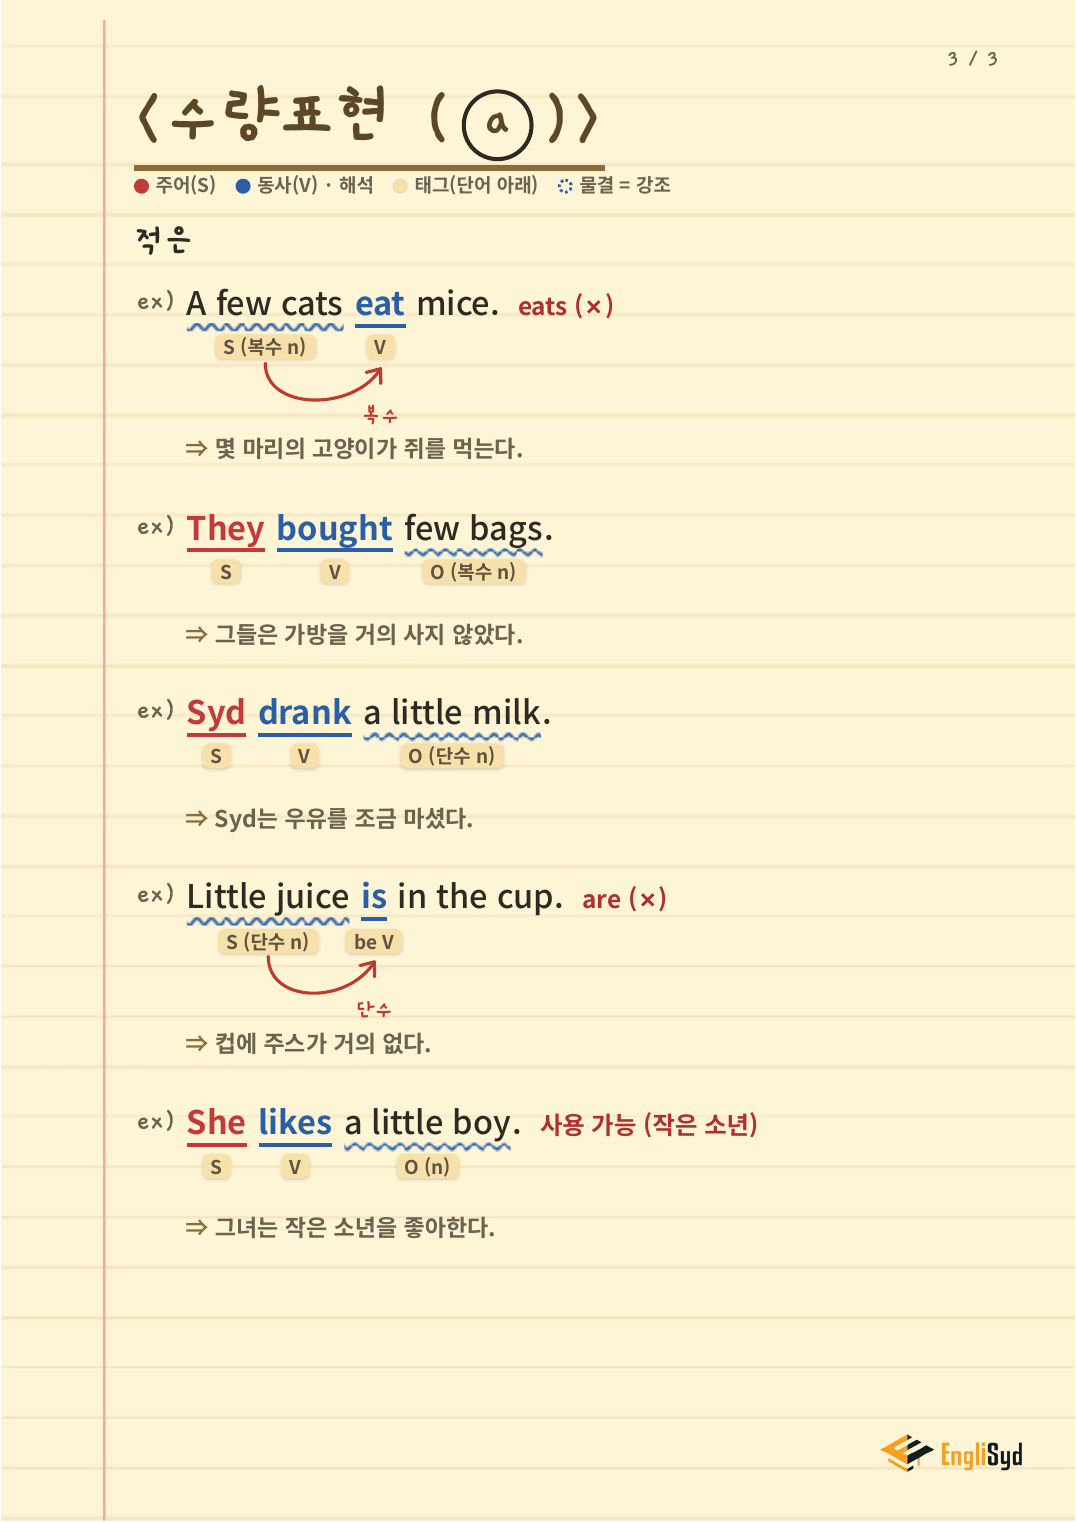 3 / 3
〈수량표현 ( a )〉
주어(S) 동사(V) · 해석 태그(단어 아래) 물결 = 강조
적은
ex) A few cats eat mice. eats (×)
S (복수 n) V
복수
⇒ 몇 마리의 고양이가 쥐를 먹는다.
ex) They bought few bags.
S V O (복수 n)
⇒ 그들은 가방을 거의 사지 않았다.
ex) Syd drank a little milk.
S V O (단수 n)
⇒ Syd는 우유를 조금 마셨다.
ex) Little juice is in the cup. are (×)
S (단수 n) be V
단수
⇒ 컵에 주스가 거의 없다.
ex) She likes a little boy. 사용 가능 (작은 소년)
S V O (n)
⇒ 그녀는 작은 소년을 좋아한다.
EngliSyd